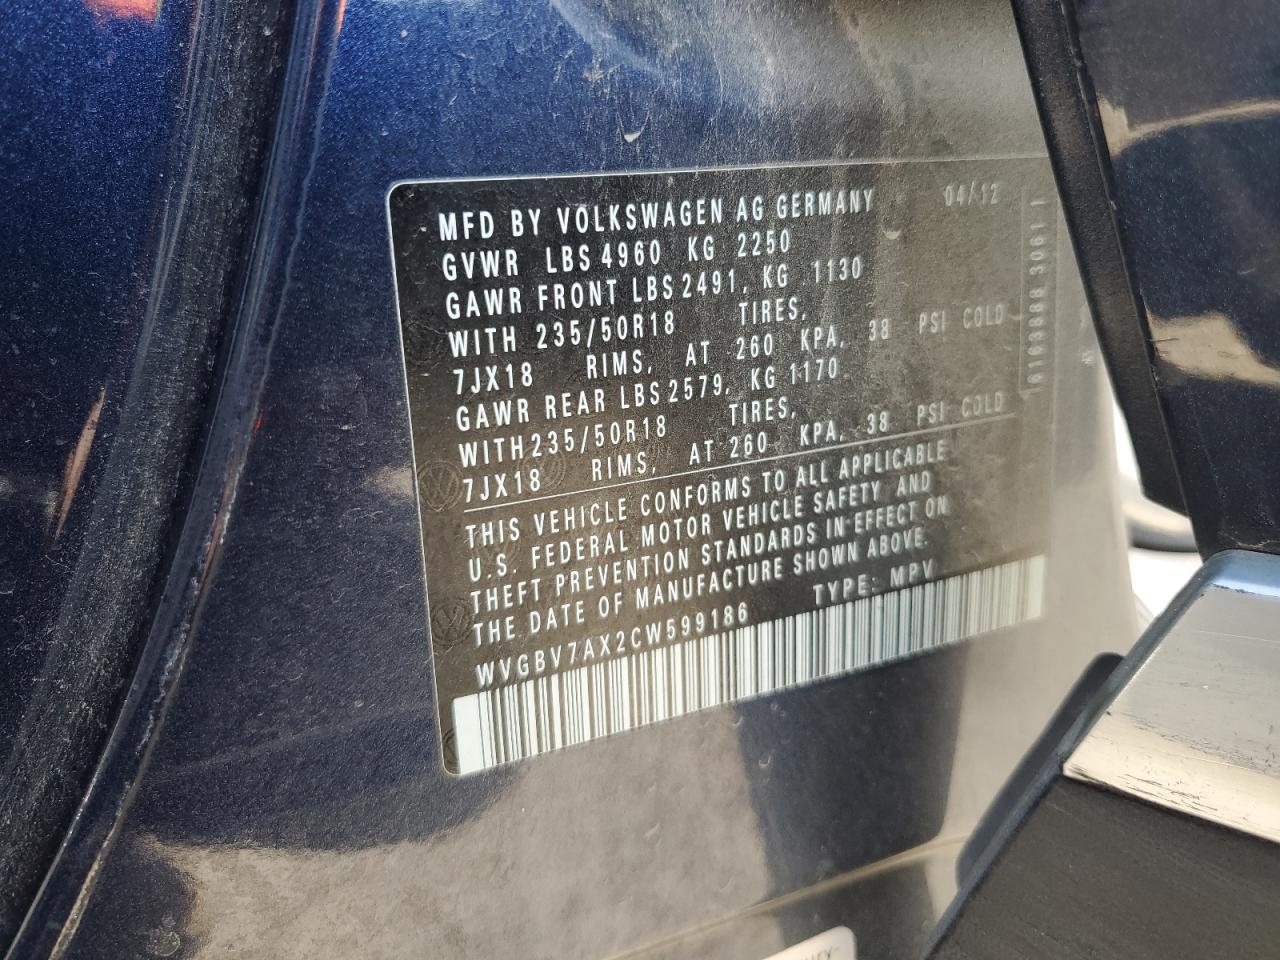 MFD BY VOLKSWAGEN AG GERMANY 04/12
GVWR LBS 4960 KG 2250
GAWR FRONT LBS 2491, KG 1130
WITH 235/50R18 TIRES,
7JX18 RIMS, AT 260 KPA, 38 PSI COLD
GAWR REAR LBS 2579, KG 1170
WITH 235/50R18 TIRES,
7JX18 RIMS, AT 260 KPA, 38 PSI COLD
THIS VEHICLE CONFORMS TO ALL APPLICABLE
U.S. FEDERAL MOTOR VEHICLE SAFETY AND
THEFT PREVENTION STANDARDS IN EFFECT ON
THE DATE OF MANUFACTURE SHOWN ABOVE.
WVGBV7AX2CW599186 TYPE: MPV